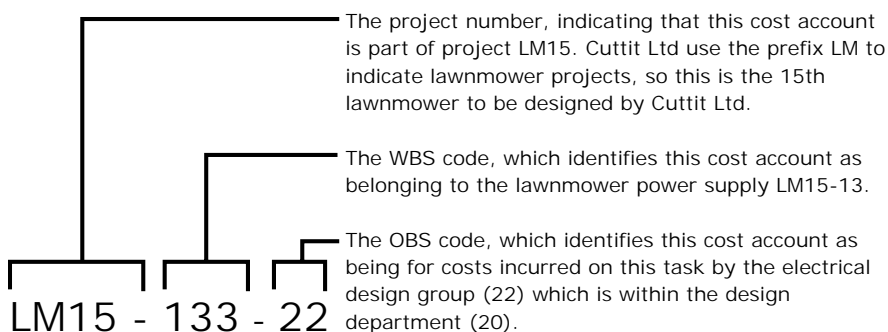 The project number, indicating that this cost account
is part of project LM15. Cuttit Ltd use the prefix LM to
indicate lawnmower projects, so this is the 15th
lawnmower to be designed by Cuttit Ltd.
The WBS code, which identifies this cost account as
belonging to the lawnmower power supply LM15-13.
The OBS code, which identifies this cost account as
being for costs incurred on this task by the electrical
design group (22) which is within the design
department (20).
LM15 - 133 - 22